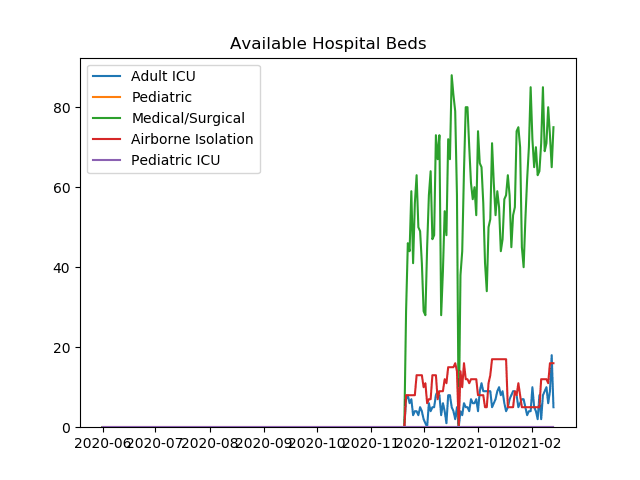 Available Hospital Beds
Adult ICU
Pediatric
Medical/Surgical
Airborne Isolation
Pediatric ICU
80
60
40
20
0
2020-06 2020-07 2020-08 2020-09 2020-10 2020-11 2020-12 2021-01 2021-02